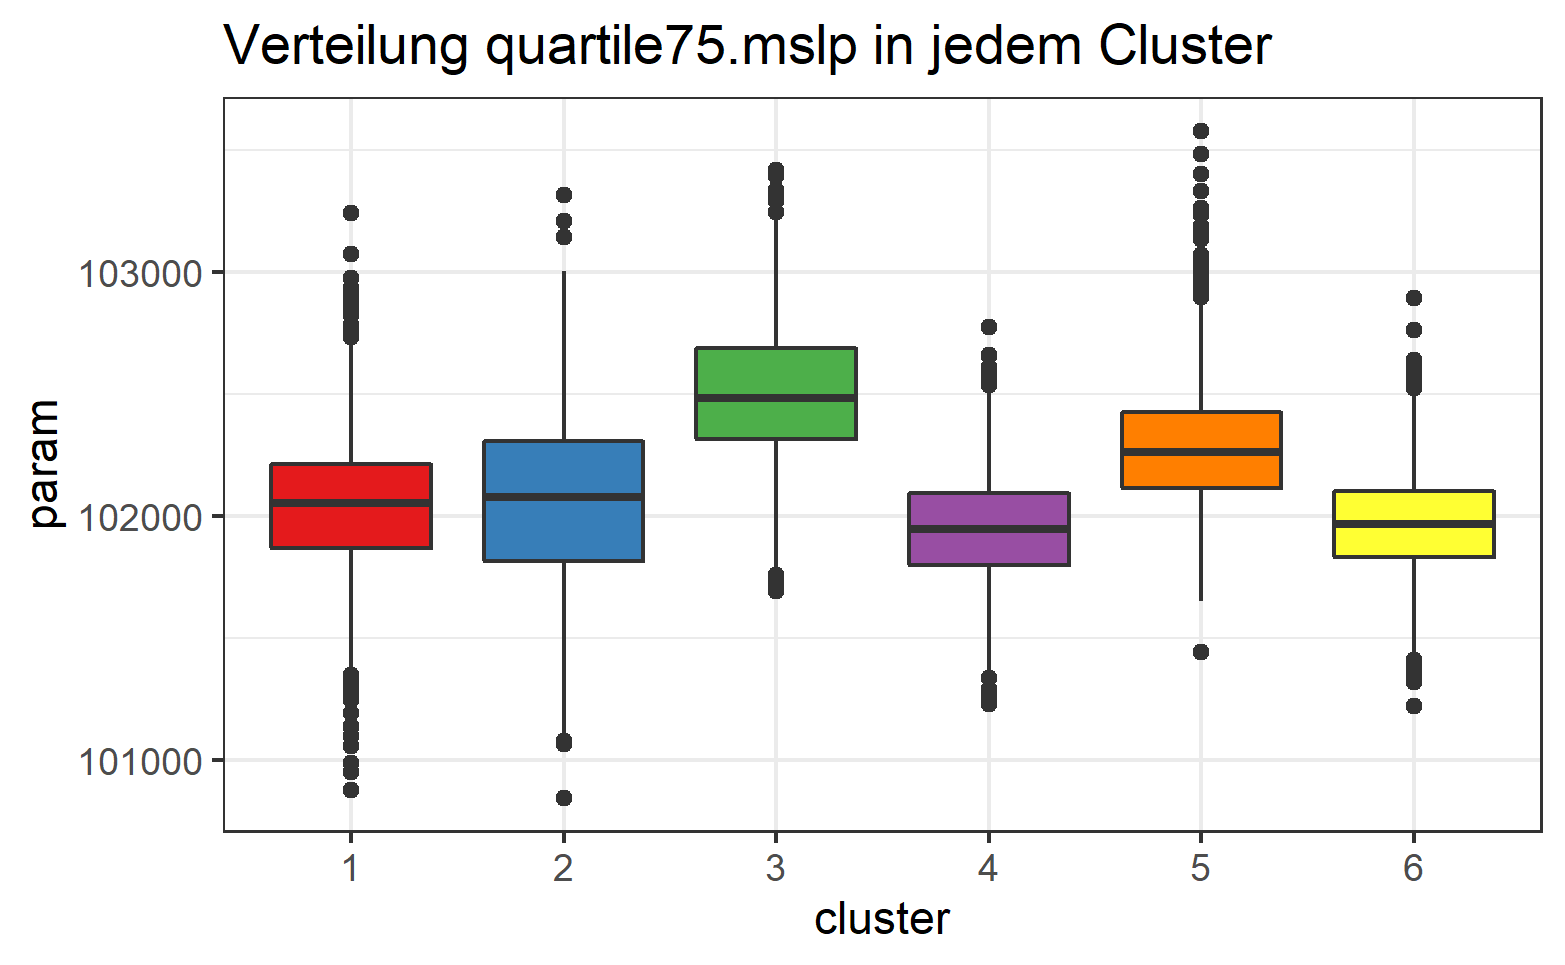 Verteilung quartile75.mslp in jedem Cluster
param
103000
102000
101000
1 2 3 4 5 6
cluster